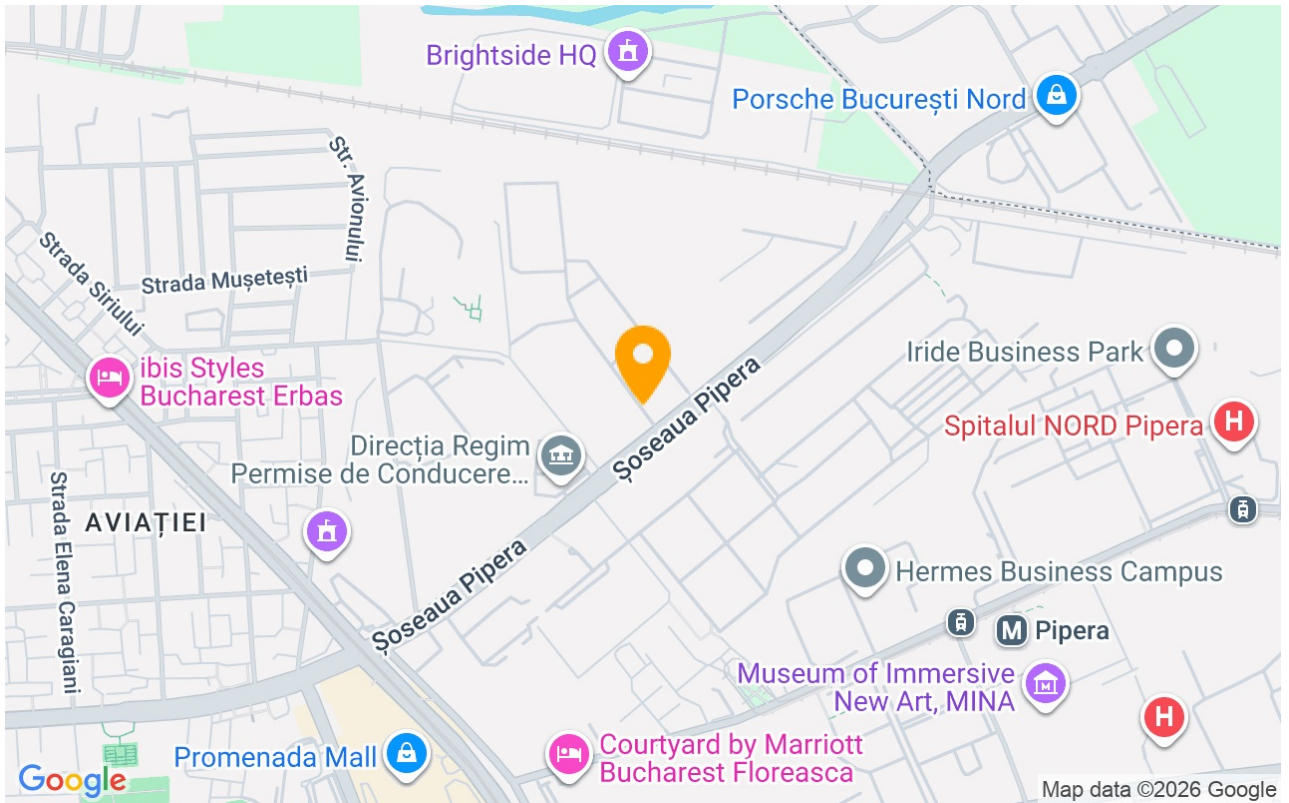 Brightside HQ
Porsche București Nord
Str. Avionului
Strada Siriului
Strada Mușetești
ibis Styles
Bucharest Erbas
Iride Business Park
Șoseaua Pipera
Spitalul NORD Pipera
H
Direcția Regim
Permise de Conducere...
Strada Elena Caragiani
AVIAȚIEI
Șoseaua Pipera
Hermes Business Campus
M Pipera
Museum of Immersive
New Art, MINA
M
H
Promenada Mall
Courtyard by Marriott
Bucharest Floreasca
Google
Map data ©2026 Google